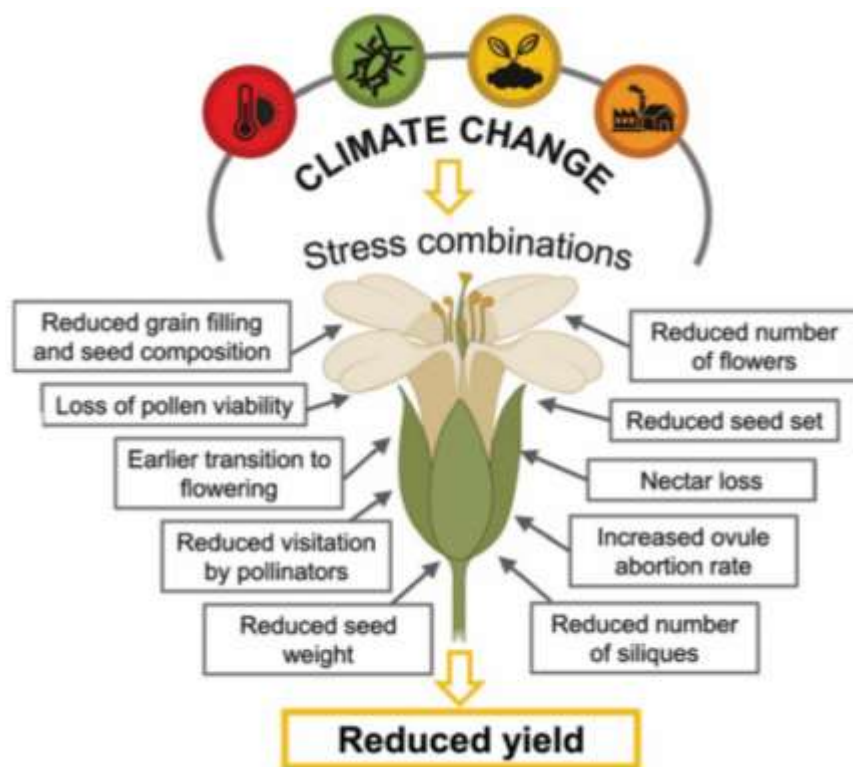 CLIMATE CHANGE
Stress combinations
Reduced grain filling
and seed composition
Loss of pollen viability
Earlier transition to
flowering
Reduced visitation
by pollinators
Reduced seed
weight
Reduced number
of flowers
Reduced seed set
Nectar loss
Increased ovule
abortion rate
Reduced number
of siliques
Reduced yield